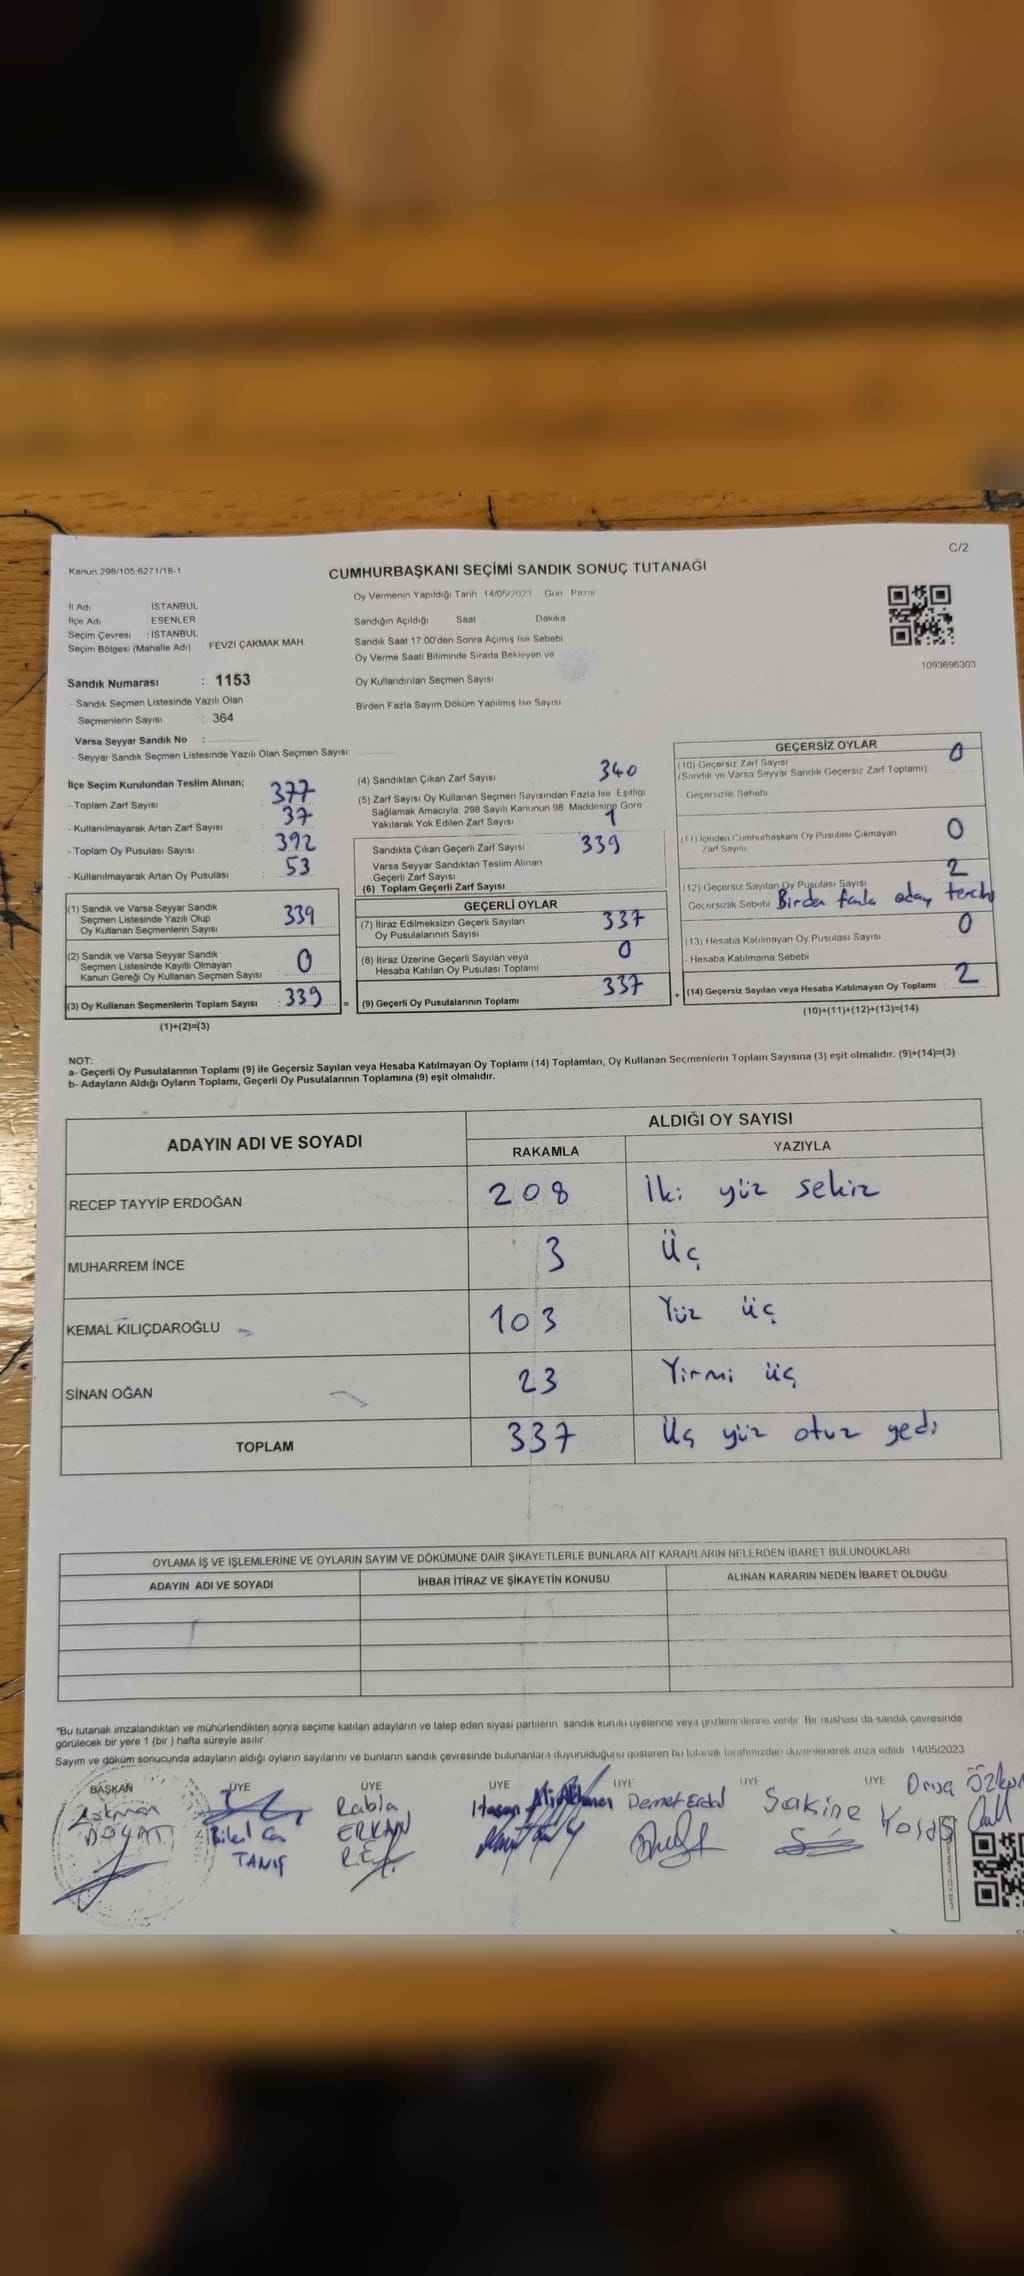 C/2
Kanun:298/105;6271/18-1
CUMHURBAŞKANI SEÇİMİ SANDIK SONUÇ TUTANAĞI
Oy Vermenin Yapıldığı Tarih 14/05/2023 Gün Pazar
İl Adı İSTANBUL
İlçe Adı : ESENLER
Seçim Çevresi : İSTANBUL
Seçim Bölgesi (Mahalle Adı) : FEVZİ ÇAKMAK MAH.
Sandığın Açıldığı Saat Dakika
Sandık Saat 17:00'den Sonra Açımış İse Sebebi
Oy Verme Saati Bitiminde Sırada Bekleyen ve
Oy Kullandırılan Seçmen Sayısı
Birden Fazla Sayım Döküm Yapılmış İse Sayısı
1093696303
Sandık Numarası : 1153
- Sandık Seçmen Listesinde Yazılı Olan
Seçmenlerin Sayısı : 364
Varsa Seyyar Sandık No :
- Seyyar Sandık Seçmen Listesinde Yazılı Olan Seçmen Sayısı:
İlçe Seçim Kurulundan Teslim Alınan;
- Toplam Zarf Sayısı 377
- Kullanılmayarak Artan Zarf Sayısı 37
- Toplam Oy Pusulası Sayısı 392
- Kullanılmayarak Artan Oy Pusulası 53
(1) Sandık ve Varsa Seyyar Sandık
Seçmen Listesinde Yazılı Olup
Oy Kullanan Seçmenlerin Sayısı 339
(2) Sandık ve Varsa Seyyar Sandık
Seçmen Listesinde Kayıtlı Olmayan
Kanun Gereği Oy Kullanan Seçmen Sayısı 0
(3) Oy Kullanan Seçmenlerin Toplam Sayısı : 339 =
(1)+(2)=(3)
(4) Sandıktan Çıkan Zarf Sayısı 340
(5) Zarf Sayısı Oy Kullanan Seçmen Sayısından Fazla İse Eşitliği
Sağlamak Amacıyla; 298 Sayılı Kanunun 98 Maddesine Göre
Yakılarak Yok Edilen Zarf Sayısı 1
Sandıkta Çıkan Geçerli Zarf Sayısı 339
Varsa Seyyar Sandıktan Teslim Alınan
Geçerli Zarf Sayısı
(6) Toplam Geçerli Zarf Sayısı
GEÇERLİ OYLAR
(7) İtiraz Edilmeksizin Geçerli Sayılan
Oy Pusulalarının Sayısı 337
(8) İtiraz Üzerine Geçerli Sayılan veya
Hesaba Katılan Oy Pusulası Toplamı 0
(9) Geçerli Oy Pusulalarının Toplamı 337 +
GEÇERSİZ OYLAR
(10) Geçersiz Zarf Sayısı 0
(Sandık ve Varsa Seyyar Sandık Geçersiz Zarf Toplamı)
Geçersizlik Sebebi
(11) İçinden Cumhurbaşkanı Oy Pusulası Çıkmayan
Zarf Sayısı 0
(12) Geçersiz Sayılan Oy Pusulası Sayısı 2
Geçersizlik Sebebi Birden fazla aday tercih
(13) Hesaba Katılmayan Oy Pusulası Sayısı 0
- Hesaba Katılmama Sebebi
(14) Geçersiz Sayılan veya Hesaba Katılmayan Oy Toplamı 2
(10)+(11)+(12)+(13)=(14)
NOT:
a- Geçerli Oy Pusulalarının Toplamı (9) ile Geçersiz Sayılan veya Hesaba Katılmayan Oy Toplamı (14) Toplamları, Oy Kullanan Seçmenlerin Toplam Sayısına (3) eşit olmalıdır. (9)+(14)=(3)
b- Adayların Aldığı Oyların Toplamı, Geçerli Oy Pusulalarının Toplamına (9) eşit olmalıdır.
ADAYIN ADI VE SOYADI
ALDIĞI OY SAYISI
RAKAMLA YAZIYLA
RECEP TAYYİP ERDOĞAN 208 İki yüz sekiz
MUHARREM İNCE 3 Üç
KEMAL KILIÇDAROĞLU 103 Yüz üç
SİNAN OĞAN 23 Yirmi üç
TOPLAM 337 Üç yüz otuz yedi
OYLAMA İŞ VE İŞLEMLERİNE VE OYLARIN SAYIM VE DÖKÜMÜNE DAİR ŞİKAYETLERLE BUNLARA AİT KARARLARIN NELERDEN İBARET BULUNDUKLARI
ADAYIN ADI VE SOYADI İHBAR İTİRAZ VE ŞİKAYETİN KONUSU ALINAN KARARIN NEDEN İBARET OLDUĞU
*Bu tutanak imzalandıktan ve mühürlendikten sonra seçime katılan adayların ve talep eden siyasi partilerin sandık kurulu üyelerine veya gözlemcilerine verilir. Bir nushası da sandık çevresinde
görülecek bir yere 1 (bir) hafta süreyle asılır.
Sayım ve döküm sonucunda adayların aldığı oyların sayılarını ve bunların sandık çevresinde bulunanlara duyurulduğunu gösteren bu tutanak tarafımızdan düzenlenerek imza edildi 14/05/2023
BAŞKAN ÜYE ÜYE ÜYE ÜYE ÜYE ÜYE
Rabia
ERKAN
R.E
Hasan
Demet
Sakine
Bilal Can
TANIŞ